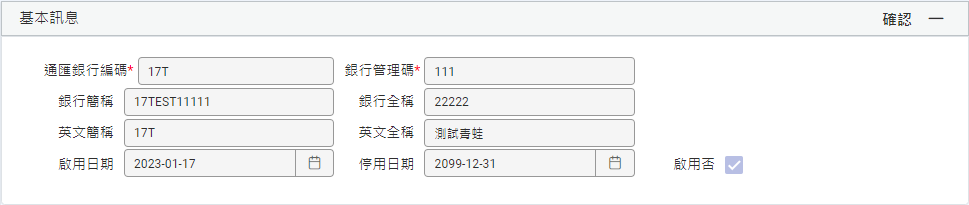 基本訊息 確認
通匯銀行編碼* 17T 銀行管理碼* 111
銀行簡稱 17TEST11111 銀行全稱 22222
英文簡稱 17T 英文全稱 測試青蛙
啟用日期 2023-01-17 停用日期 2099-12-31 啟用否